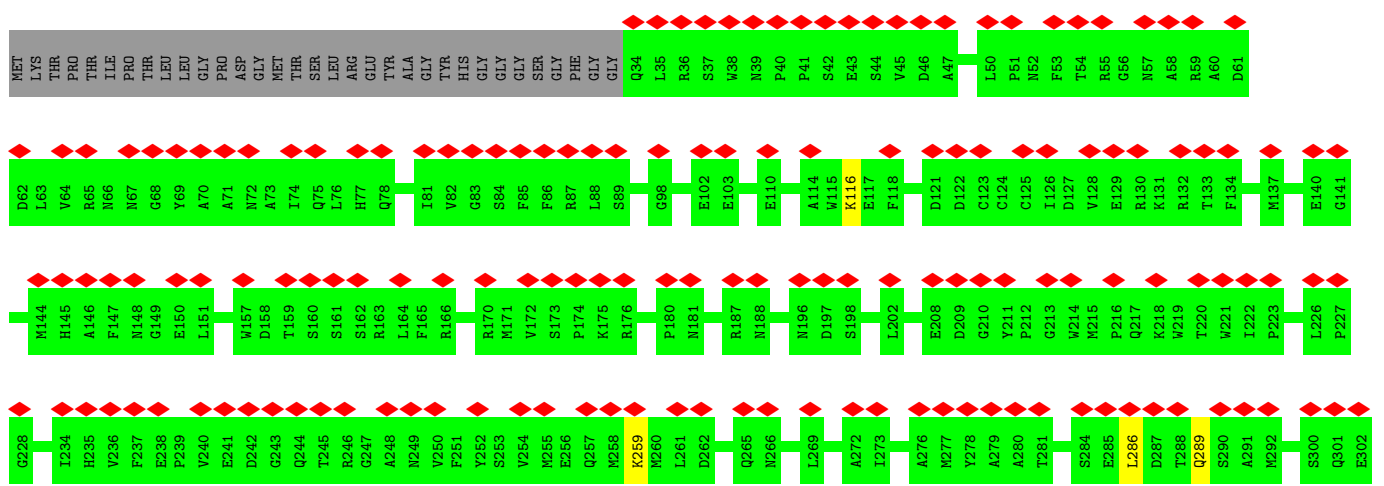 MET LYS THR PRO THR ILE PRO THR LEU LEU GLY PRO ASP GLY MET THR SER LEU ARG GLU TYR ALA GLY TYR HIS GLY GLY GLY SER GLY PHE GLY GLY Q34 L35 R36 S37 W38 N39 P40 P41 S42 E43 S44 V45 D46 A47 L50 P51 N52 F53 T54 R55 G56 N57 A58 R59 A60 D61
D62 L63 V64 R65 N66 N67 G68 Y69 A70 A71 N72 A73 I74 Q75 L76 H77 Q78 I81 V82 G83 S84 F85 F86 R87 L88 S89 G98 E102 E103 E110 A114 W115 K116 E117 F118 D121 D122 C123 C124 C125 I126 D127 V128 E129 R130 K131 R132 T133 F134 M137 E140 G141
M144 H145 A146 F147 N148 G149 E150 L151 W157 D158 T159 S160 S161 S162 R163 L164 F165 R166 R170 M171 V172 S173 P174 K175 R176 P180 N181 R187 N188 N196 D197 S198 L202 E208 D209 G210 Y211 P212 G213 W214 M215 P216 Q217 K218 W219 T220 W221 I222 P223 L226 P227
G228 I234 H235 V236 F237 E238 P239 V240 E241 D242 G243 Q244 T245 R246 G247 A248 N249 V250 F251 Y252 S253 V254 M255 E256 Q257 M258 K259 M260 L261 D262 Q265 N266 L269 A272 I273 A276 M277 Y278 A279 A280 T281 S284 E285 L286 D287 T288 Q289 S290 A291 M292 S300 Q301 E302